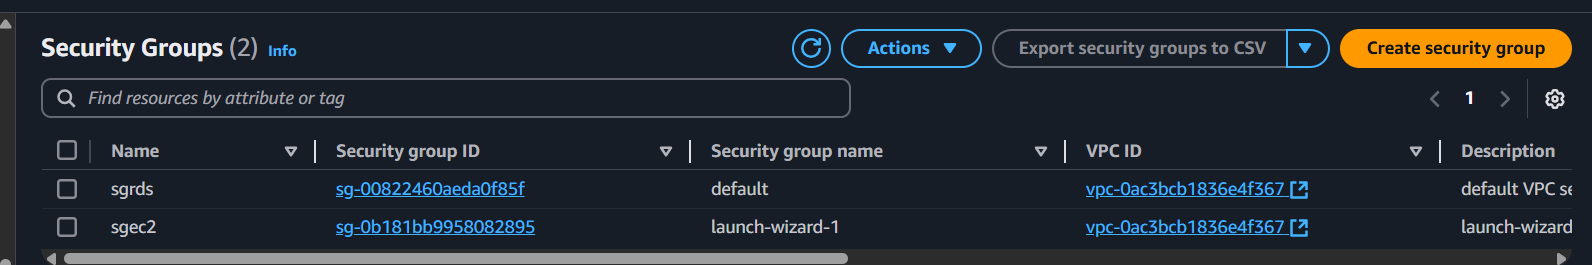 Security Groups (2) Info Actions Export security groups to CSV Create security group
Find resources by attribute or tag 1
Name Security group ID Security group name VPC ID Description
sgrds sg-00822460aeda0f85f default vpc-0ac3bcb1836e4f367 default VPC se
sgec2 sg-0b181bb9958082895 launch-wizard-1 vpc-0ac3bcb1836e4f367 launch-wizard